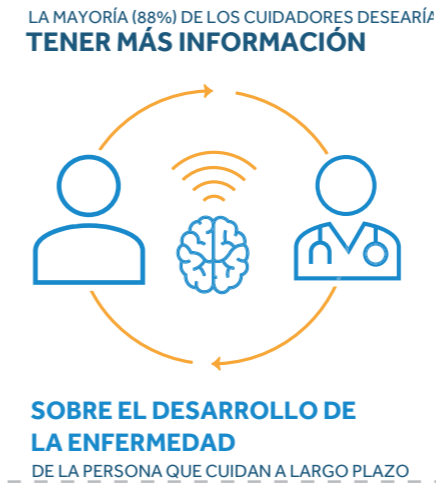 LA MAYORÍA (88%) DE LOS CUIDADORES DESEARÍA
TENER MÁS INFORMACIÓN
SOBRE EL DESARROLLO DE
LA ENFERMEDAD
DE LA PERSONA QUE CUIDAN A LARGO PLAZO